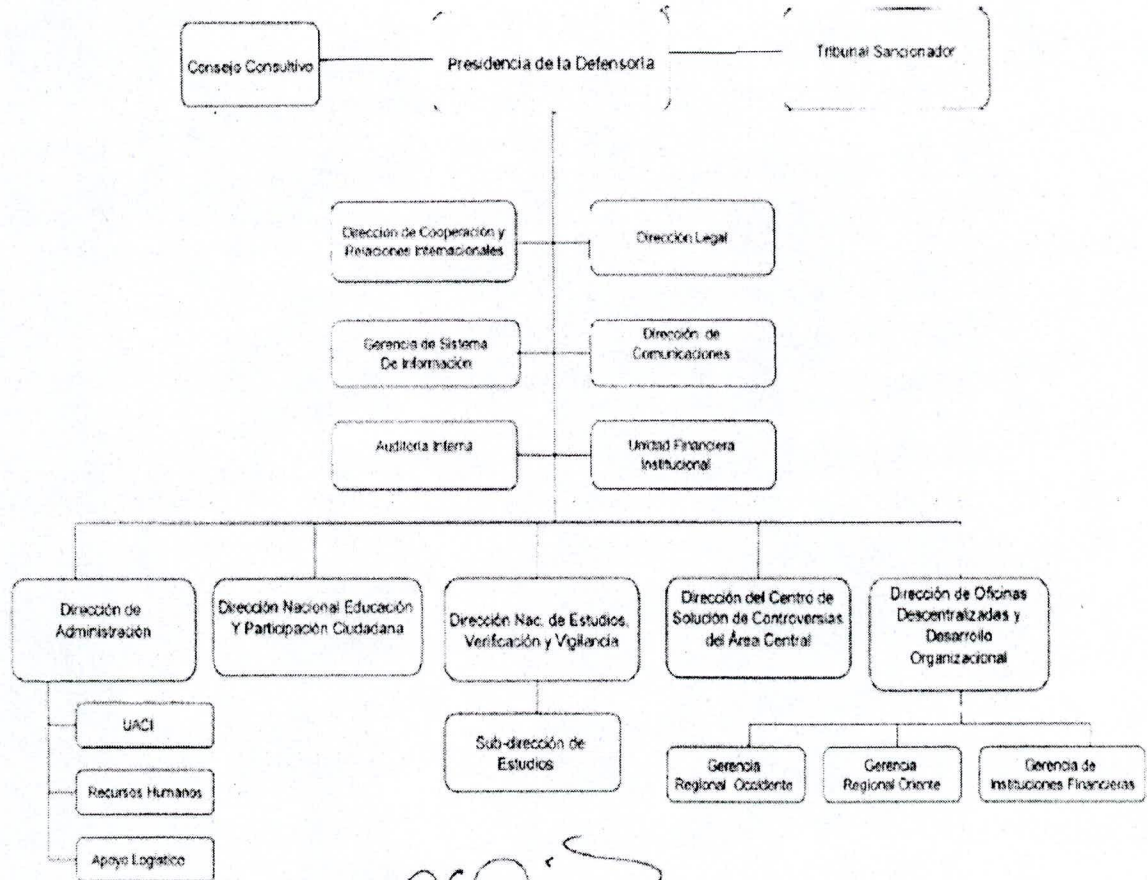 Consejo Consultivo
Presidencia de la Defensoria
Tribunal Sancionador
Dirección de Cooperación y
Relaciones Internacionales
Dirección Legal
Gerencia de Sistema
De Información
Dirección de
Comunicaciones
Auditoria Interna
Unidad Financiera
Institucional
Dirección de
Administración
Dirección Nacional Educación
Y Participación Ciudadana
Dirección Nac. de Estudios,
Verificación y Vigilancia
Dirección del Centro de
Solución de Controversias
del Área Central
Dirección de Oficinas
Descentralizadas y
Desarrollo
Organizacional
UACI
Recursos Humanos
Apoyo Logístico
Sub-dirección de
Estudios
Gerencia
Regional Occidente
Gerencia
Regional Oriente
Gerencia de
Instituciones Financieras